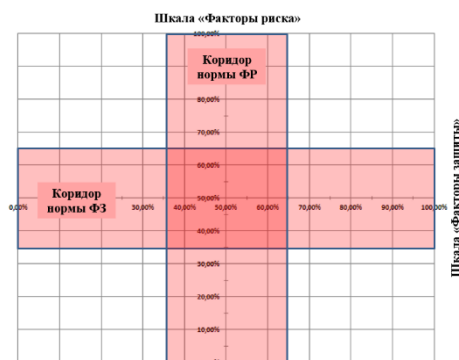 Шкала «Факторы риска»
100,00%
Коридор
нормы ФР
80,00%
70,00%
60,00%
Коридор
нормы ФЗ
0,00%
30,00%
40,00%
50,00%
60,00%
70,00%
80,00%
90,00%
100,00%
40,00%
30,00%
20,00%
10,00%
Шкала «Факторы защиты»